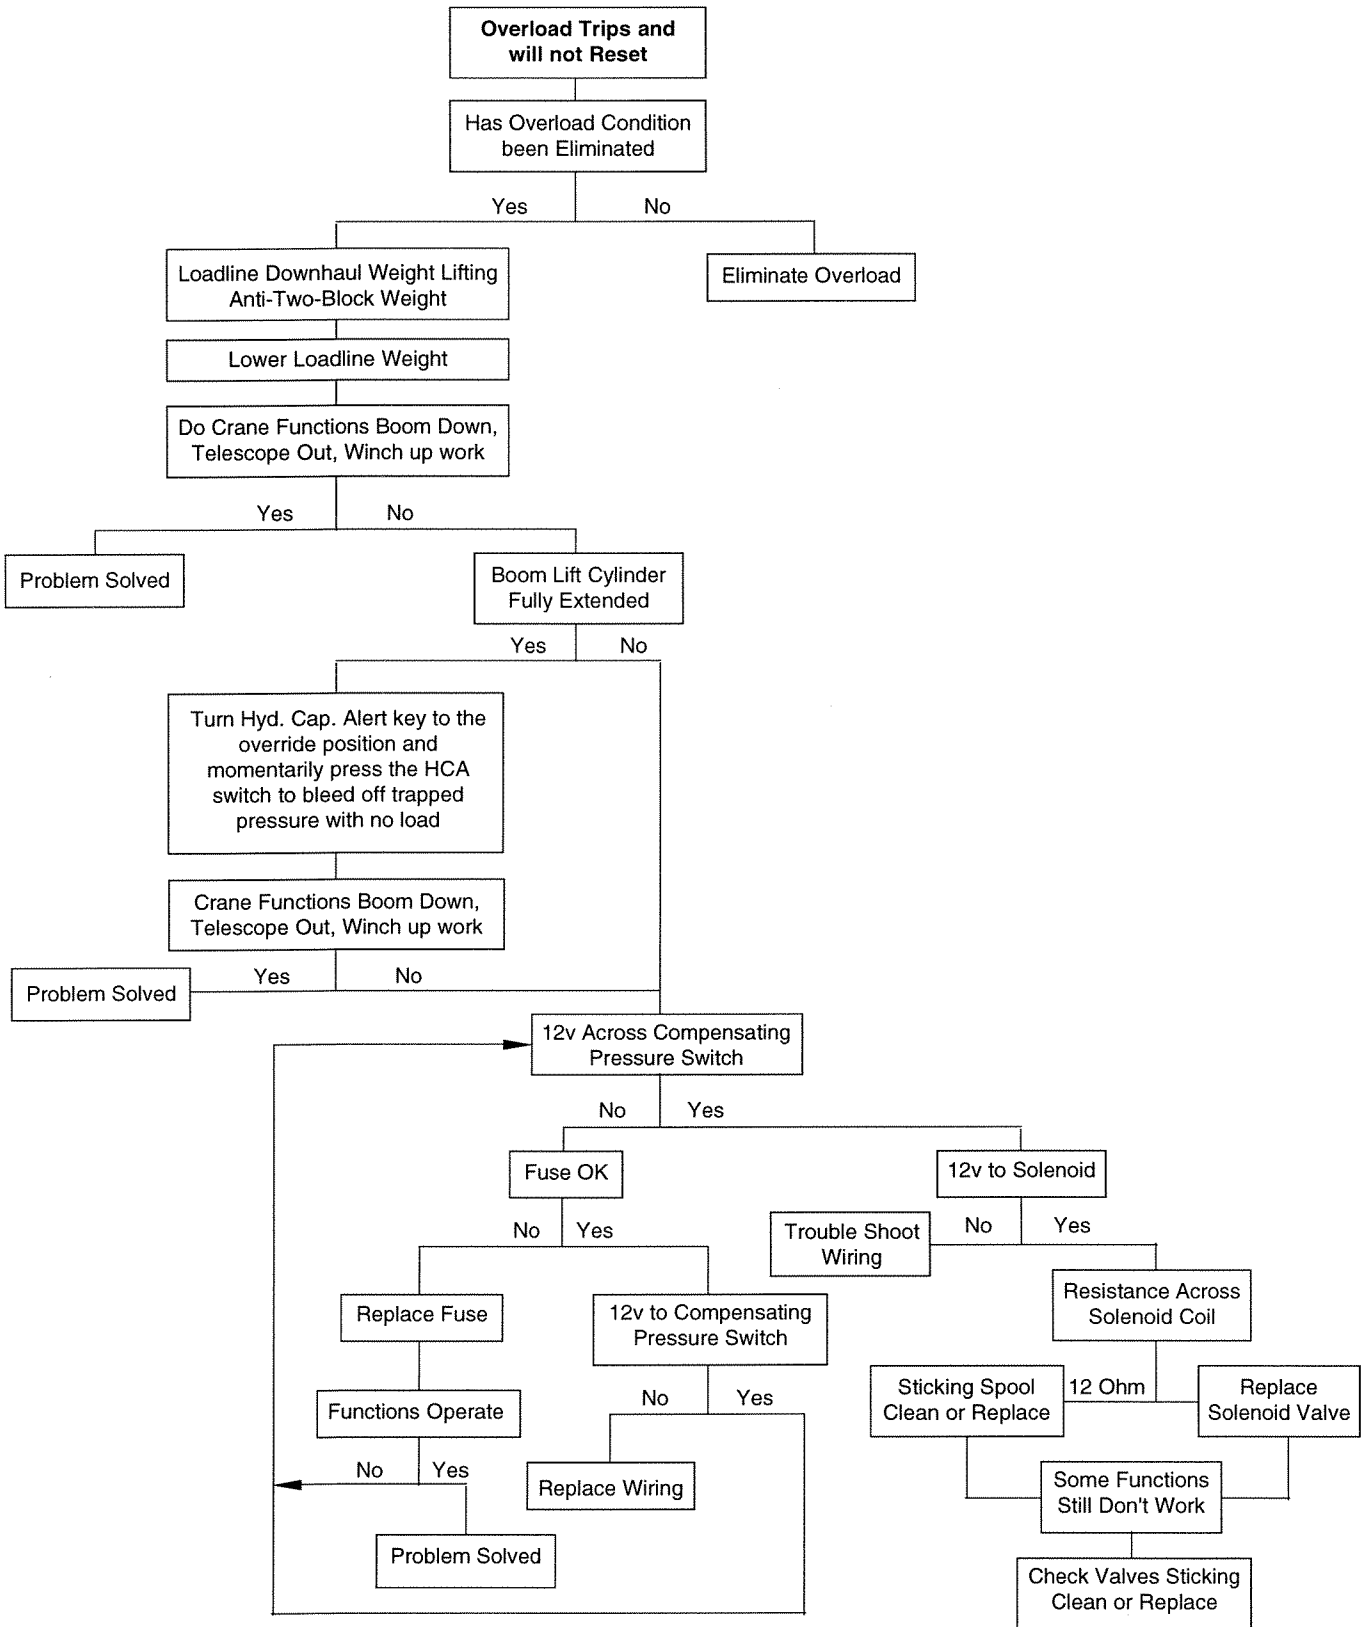 Overload Trips and
will not Reset
Has Overload Condition
been Eliminated
Yes
No
Loadline Downhaul Weight Lifting
Anti-Two-Block Weight
Eliminate Overload
Lower Loadline Weight
Do Crane Functions Boom Down,
Telescope Out, Winch up work
Yes
No
Problem Solved
Boom Lift Cylinder
Fully Extended
Yes
No
Turn Hyd. Cap. Alert key to the
override position and
momentarily press the HCA
switch to bleed off trapped
pressure with no load
Crane Functions Boom Down,
Telescope Out, Winch up work
Yes
No
Problem Solved
12v Across Compensating
Pressure Switch
No
Yes
Fuse OK
12v to Solenoid
No
Yes
Trouble Shoot
Wiring
No
Yes
Replace Fuse
12v to Compensating
Pressure Switch
Resistance Across
Solenoid Coil
Functions Operate
No
Yes
Sticking Spool
Clean or Replace
12 Ohm
Replace
Solenoid Valve
No
Yes
Replace Wiring
Some Functions
Still Don't Work
Problem Solved
Check Valves Sticking
Clean or Replace